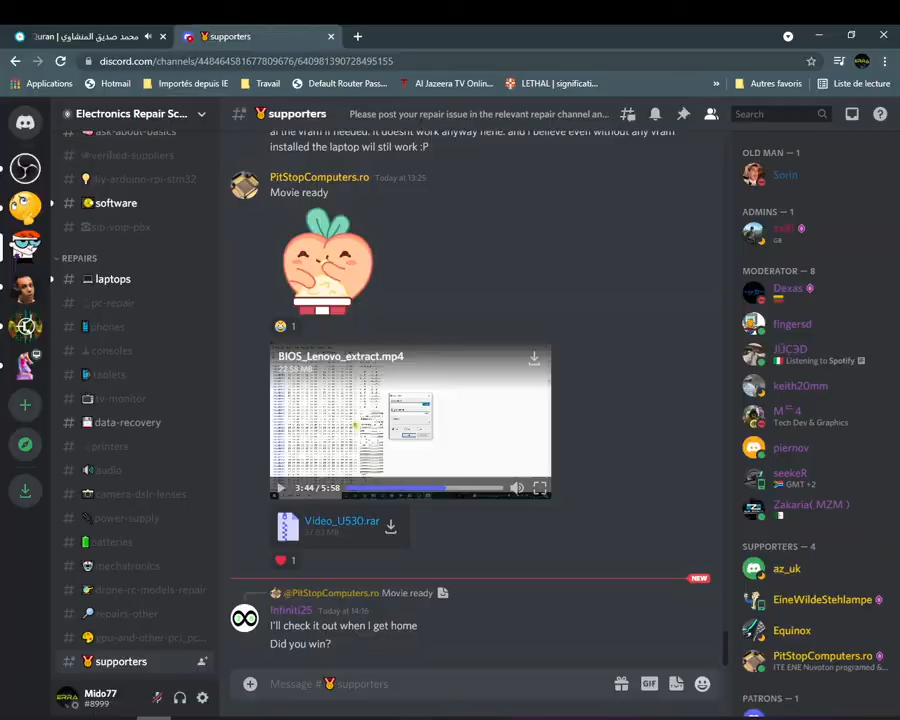 Quran | محمد صديق المنشاوي
supporters
discord.com/channels/448464581677809676/640981390728495155
Applications
Hotmail
Importés depuis IE
Travail
Default Router Pass...
Al Jazeera TV Onlin...
LETHAL | significati...
»
Autres favoris
Liste de lecture
Electronics Repair Sc...
supporters
Please post your repair issue in the relevant repair channel an...
Search
ask-about-basics
verified-suppliers
diy-arduino-rpi-stm32
software
sip-voip-pbx
REPAIRS
laptops
pc-repair
phones
consoles
tablets
tv-monitor
data-recovery
printers
audio
camera-dslr-lenses
power-supply
batteries
mechatronics
drone-rc-models-repair
repairs-other
gpu-and-other-pci_pc...
supporters
Mido77
#8999
all the vram if needed. it doesnt work anyway here. and i believe even without any vram
installed the laptop wil stil work :P
PitStopComputers.ro Today at 13:25
Movie ready
1
BIOS_Lenovo_extract.mp4
22.58 MB
3:44 / 5:58
Video_U530.rar
37.63 MB
1
NEW
@PitStopComputers.ro Movie ready
Infiniti25 Today at 14:16
I'll check it out when I get home
Did you win?
Message #supporters
GIF
OLD MAN — 1
Sorin
ADMINS — 1
GB
MODERATOR — 8
Dexas
fingersd
JỊỤCЭD
Listening to Spotify
keith20mm
Tech Dev & Graphics
piernov
seekeR
GMT +2
Zakaria( MZM )
SUPPORTERS — 4
az_uk
EineWildeStehlampe
Equinox
PitStopComputers.ro
ITE ENE Nuvoton programed &...
PATRONS — 1